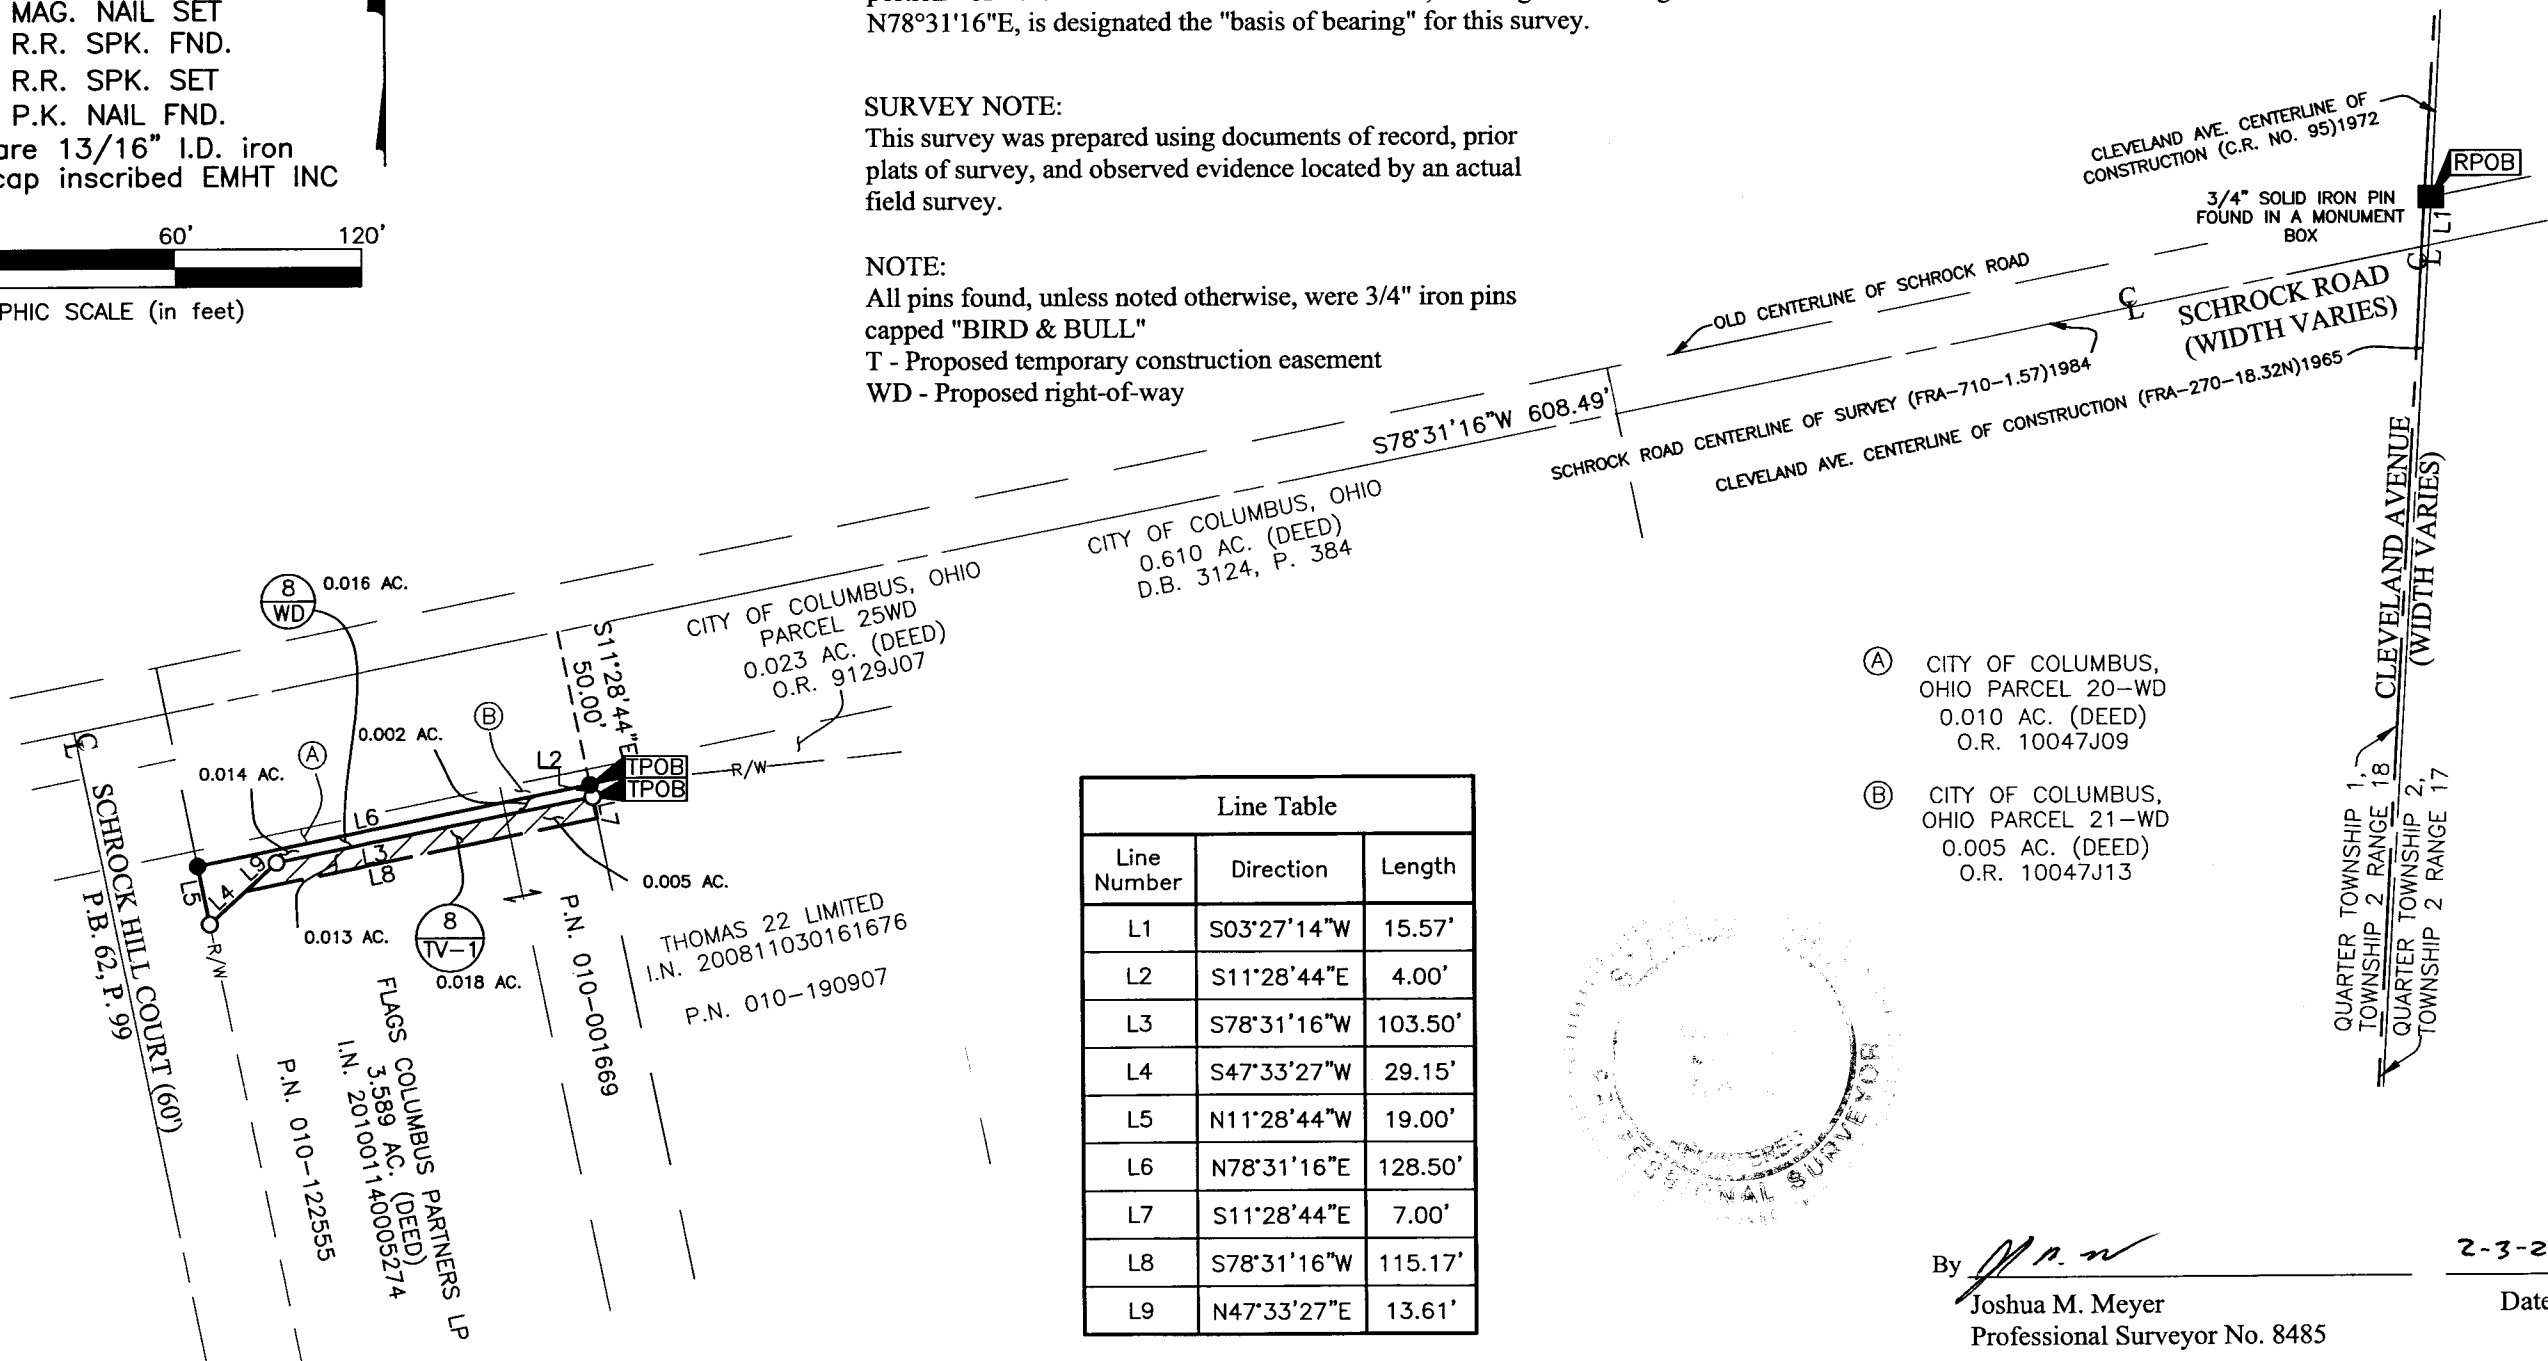 MAG. NAIL SET
R.R. SPK. FND.
R.R. SPK. SET
P.K. NAIL FND.
are 13/16" I.D. iron
cap inscribed EMHT INC
60' 120'
PHIC SCALE (in feet)
N78°31'16"E, is designated the "basis of bearing" for this survey.
SURVEY NOTE:
This survey was prepared using documents of record, prior
plats of survey, and observed evidence located by an actual
field survey.
NOTE:
All pins found, unless noted otherwise, were 3/4" iron pins
capped "BIRD & BULL"
T - Proposed temporary construction easement
WD - Proposed right-of-way
CLEVELAND AVE. CENTERLINE OF
CONSTRUCTION (C.R. NO. 95)1972
RPOB
3/4" SOLID IRON PIN
FOUND IN A MONUMENT
BOX
L1
OLD CENTERLINE OF SCHROCK ROAD
CL
CL
SCHROCK ROAD
(WIDTH VARIES)
S78°31'16"W 608.49'
SCHROCK ROAD CENTERLINE OF SURVEY (FRA-710-1.57)1984
CLEVELAND AVE. CENTERLINE OF CONSTRUCTION (FRA-270-18.32N)1965
CLEVELAND AVENUE
(WIDTH VARIES)
CITY OF COLUMBUS, OHIO
0.610 AC. (DEED)
D.B. 3124, P. 384
CITY OF COLUMBUS, OHIO
PARCEL 25WD
0.023 AC. (DEED)
O.R. 9129J07
8
WD
0.016 AC.
S11°28'44"E
50.00'
0.002 AC.
B
L2
TPOB
TPOB
R/W
0.014 AC.
A
L6
L7
L9
L3
L8
L5
L4
0.005 AC.
0.013 AC.
8
TV-1
0.018 AC.
R/W
CL
SCHROCK HILL COURT (60')
P.B. 62, P. 99
P.N. 010-122555
FLAGS COLUMBUS PARTNERS LP
3.589 AC. (DEED)
I.N. 201001140005274
P.N. 010-001669
THOMAS 22 LIMITED
I.N. 200811030161676
P.N. 010-190907
A CITY OF COLUMBUS,
OHIO PARCEL 20-WD
0.010 AC. (DEED)
O.R. 10047J09
B CITY OF COLUMBUS,
OHIO PARCEL 21-WD
0.005 AC. (DEED)
O.R. 10047J13
QUARTER TOWNSHIP 1,
TOWNSHIP 2 RANGE 18
QUARTER TOWNSHIP 2,
TOWNSHIP 2 RANGE 17
Line Table
Line Number Direction Length
L1 S03°27'14"W 15.57'
L2 S11°28'44"E 4.00'
L3 S78°31'16"W 103.50'
L4 S47°33'27"W 29.15'
L5 N11°28'44"W 19.00'
L6 N78°31'16"E 128.50'
L7 S11°28'44"E 7.00'
L8 S78°31'16"W 115.17'
L9 N47°33'27"E 13.61'
SURVEYOR
By
2-3-2
Joshua M. Meyer
Date
Professional Surveyor No. 8485